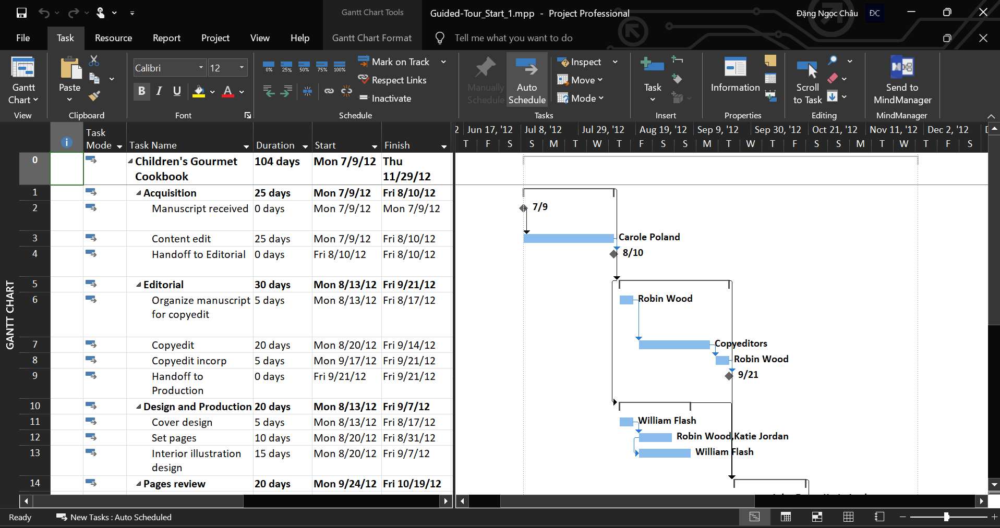 Gantt Chart Tools
Guided-Tour_Start_1.mpp - Project Professional
Đặng Ngọc Châu ĐC
File Task Resource Report Project View Help Gantt Chart Format Tell me what you want to do
Gantt Chart
View
Paste
Clipboard
Calibri 12
B I U A
Font
0% 25% 50% 75% 100%
Mark on Track
Respect Links
Inactivate
Schedule
Manually Schedule
Auto Schedule
Inspect
Move
Mode
Tasks
Task
Insert
Information
Properties
Scroll to Task
Editing
Send to MindManager
MindManager
i Task Mode Task Name Duration Start Finish
2 Jun 17, '12 Jul 8, '12 Jul 29, '12 Aug 19, '12 Sep 9, '12 Sep 30, '12 Oct 21, '12 Nov 11, '12 Dec 2, '12
T F S S M T W T F S S M T W T F S S M T W T F S
GANTT CHART
0 Children's Gourmet Cookbook 104 days Mon 7/9/12 Thu 11/29/12
1 Acquisition 25 days Mon 7/9/12 Fri 8/10/12
2 Manuscript received 0 days Mon 7/9/12 Mon 7/9/12 7/9
3 Content edit 25 days Mon 7/9/12 Fri 8/10/12 Carole Poland
4 Handoff to Editorial 0 days Fri 8/10/12 Fri 8/10/12 8/10
5 Editorial 30 days Mon 8/13/12 Fri 9/21/12
6 Organize manuscript for copyedit 5 days Mon 8/13/12 Fri 8/17/12 Robin Wood
7 Copyedit 20 days Mon 8/20/12 Fri 9/14/12 Copyeditors
8 Copyedit incorp 5 days Mon 9/17/12 Fri 9/21/12 Robin Wood
9 Handoff to Production 0 days Fri 9/21/12 Fri 9/21/12 9/21
10 Design and Production 20 days Mon 8/13/12 Fri 9/7/12
11 Cover design 5 days Mon 8/13/12 Fri 8/17/12 William Flash
12 Set pages 10 days Mon 8/20/12 Fri 8/31/12 Robin Wood,Katie Jordan
13 Interior illustration design 15 days Mon 8/20/12 Fri 9/7/12 William Flash
14 Pages review 20 days Mon 9/24/12 Fri 10/19/12
Ready New Tasks : Auto Scheduled